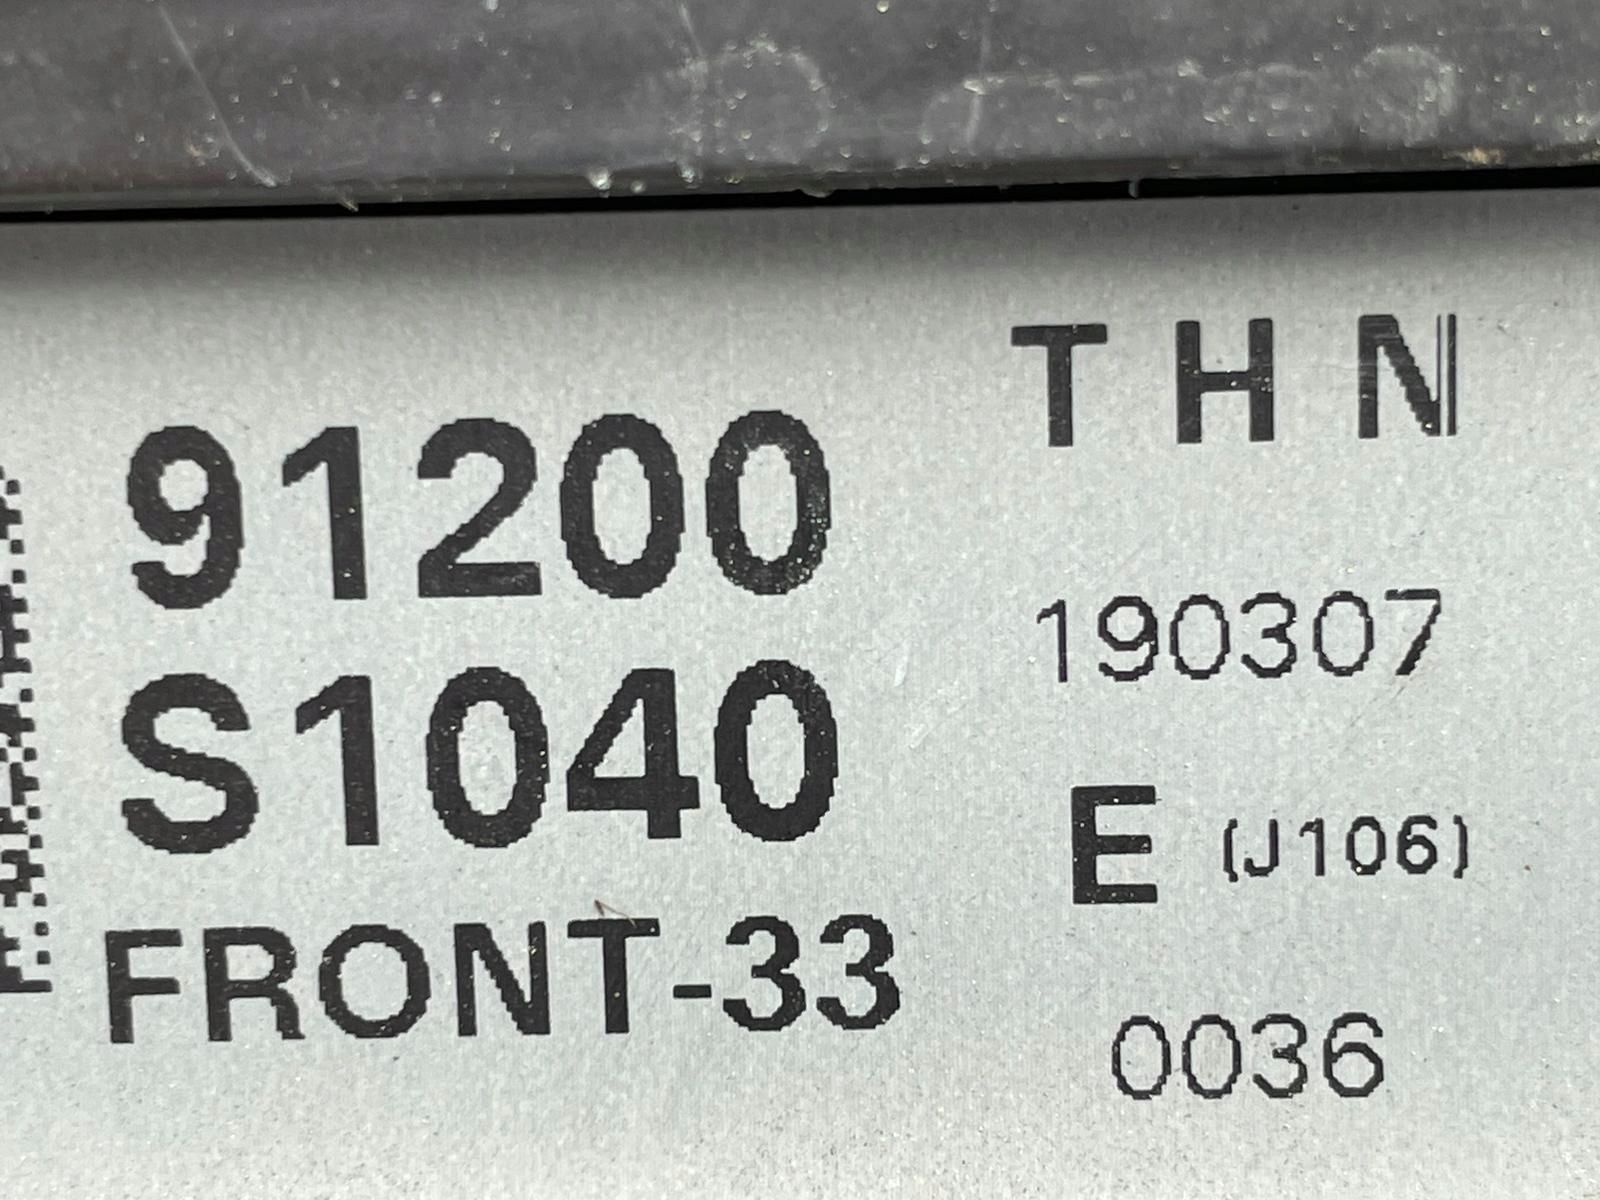 91200
S1040
FRONT-33
THN
190307
E (J106)
0036